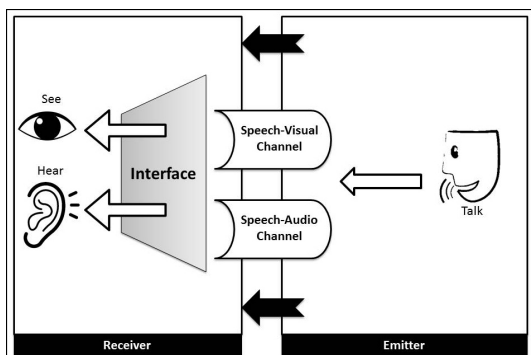 See
Speech-Visual
Channel
Hear
Interface
Talk
Speech-Audio
Channel
Receiver
Emitter